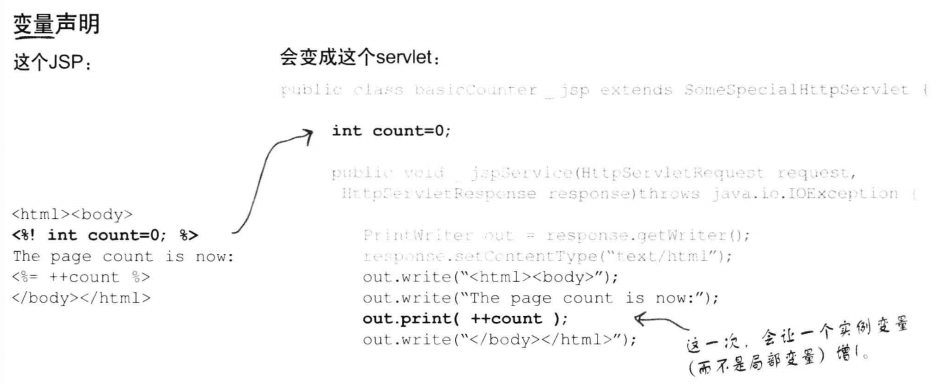 变量声明
这个JSP：
会变成这个servlet：
public class basicCounter_jsp extends SomeSpecialHttpServlet {
int count=0;
public void _jspService(HttpServletRequest request,
HttpServletResponse response)throws java.io.IOException {
<html><body>
<%! int count=0; %>
The page count is now:
<%= ++count %>
</body></html>
PrintWriter out = response.getWriter();
response.setContentType(“text/html”);
out.write(“<html><body>”);
out.write(“The page count is now:”);
out.print( ++count );
out.write(“</body></html>”);
这一次，会让一个实例变量
(而不是局部变量) 增1。